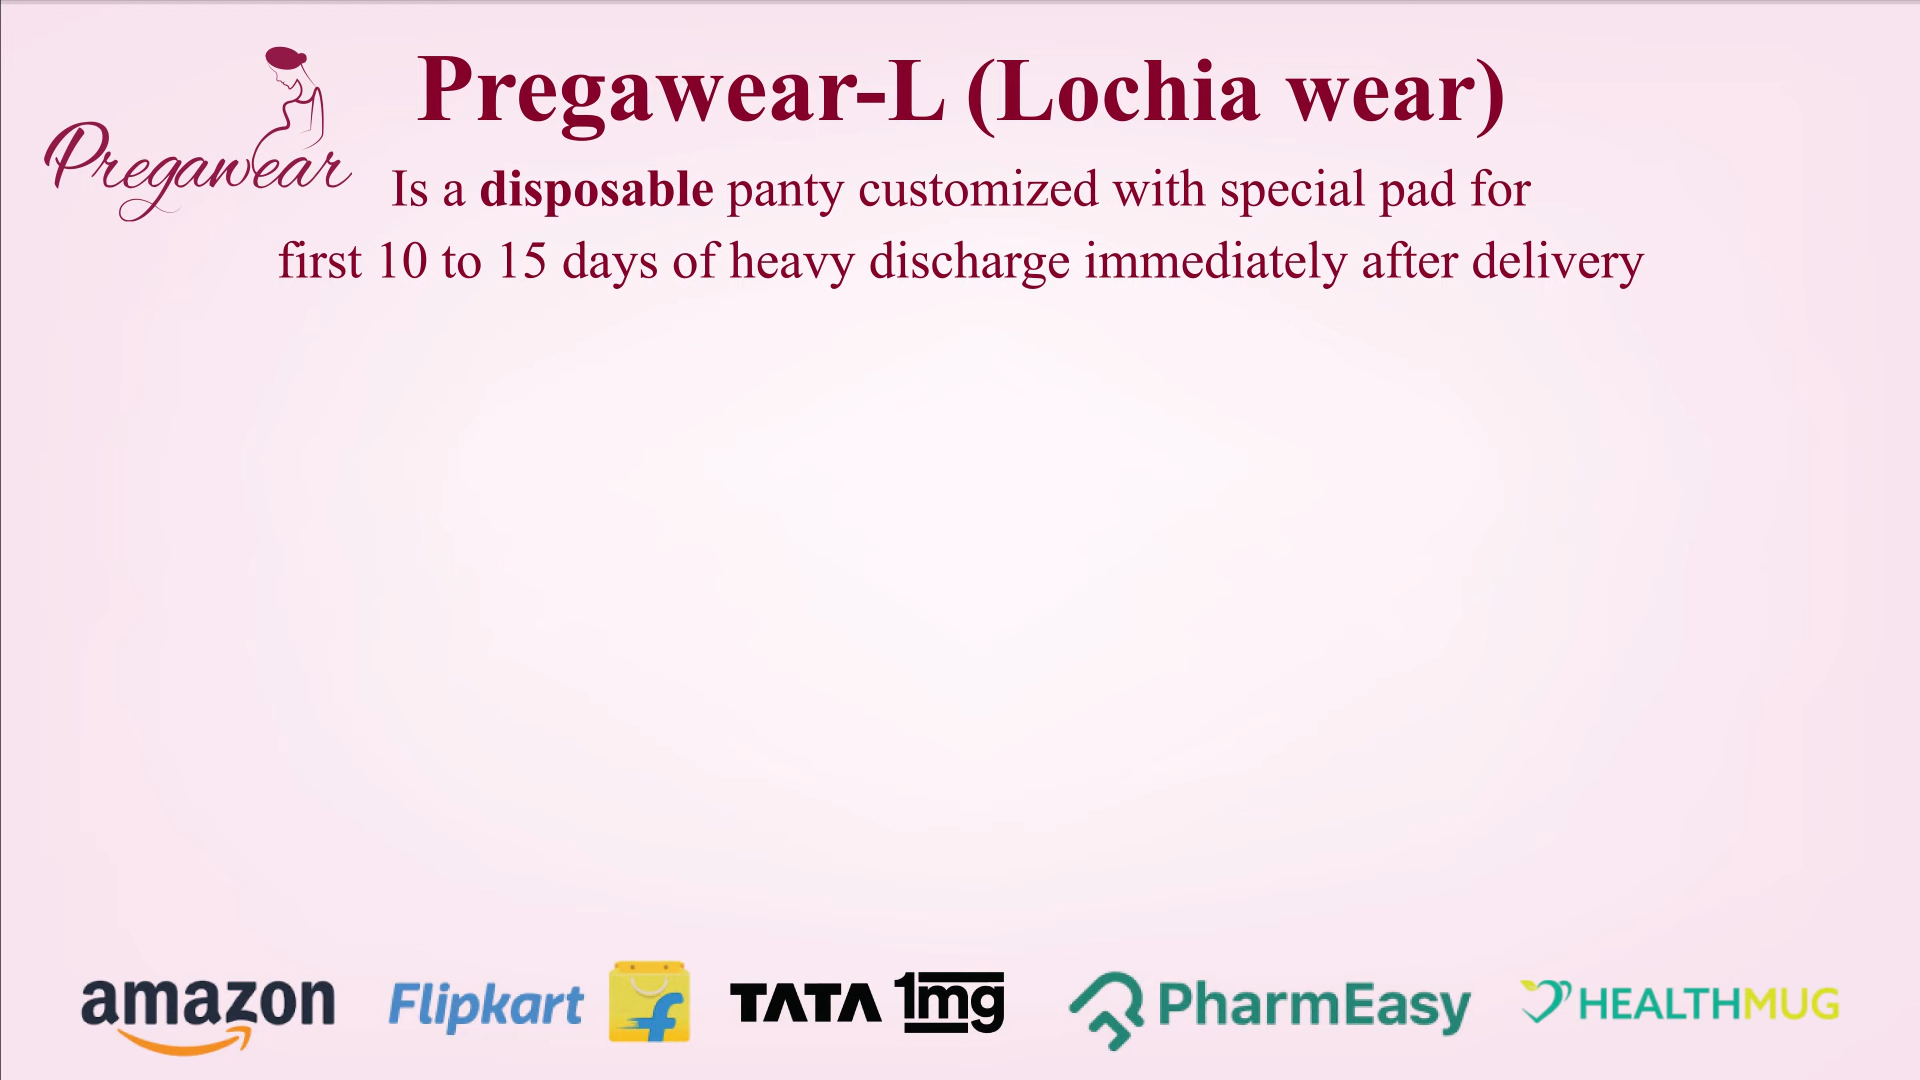 Pregawear
Pregawear-L (Lochia wear)
Is a disposable panty customized with special pad for
first 10 to 15 days of heavy discharge immediately after delivery
amazon Flipkart TATA 1mg PharmEasy HEALTHMUG